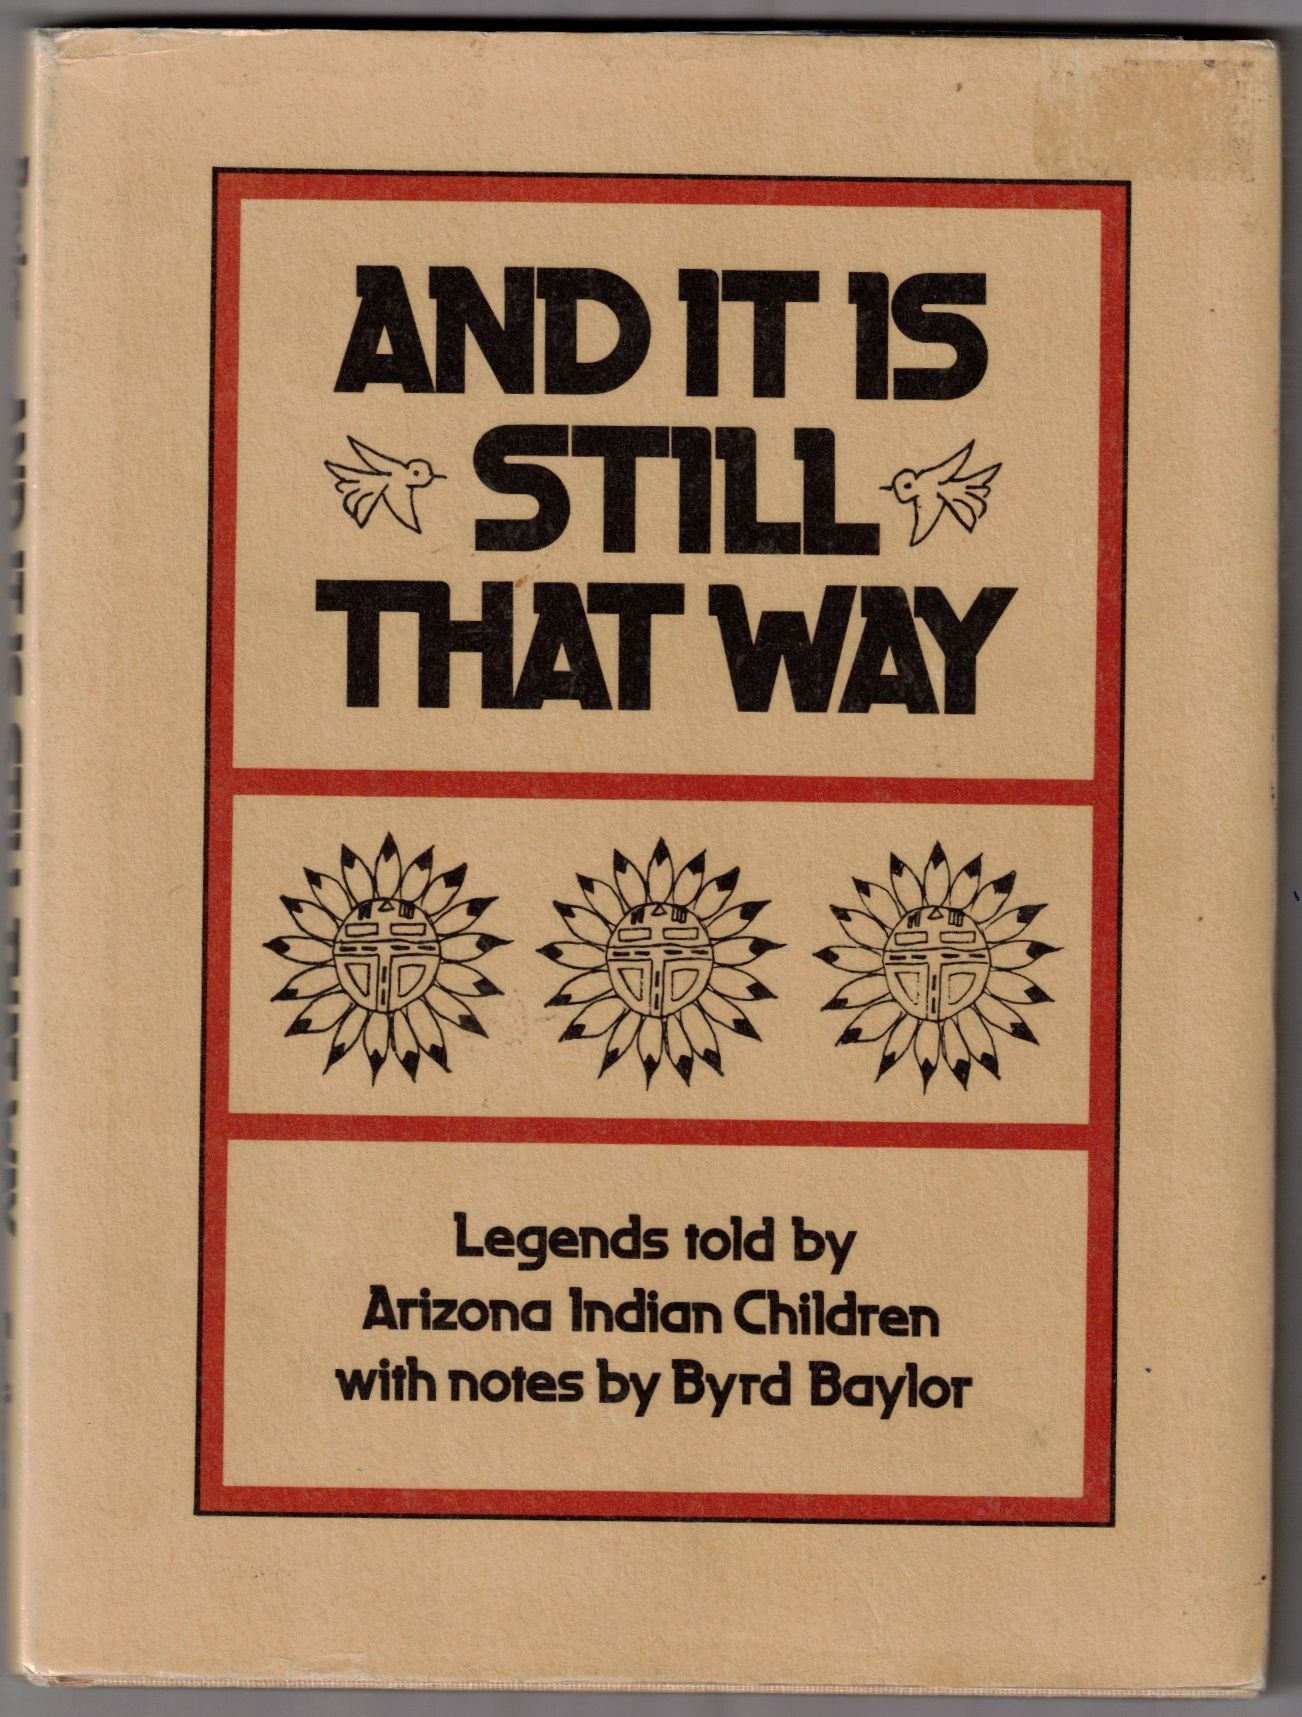 AND IT IS
STILL
THAT WAY
Legends told by
Arizona Indian Children
with notes by Byrd Baylor